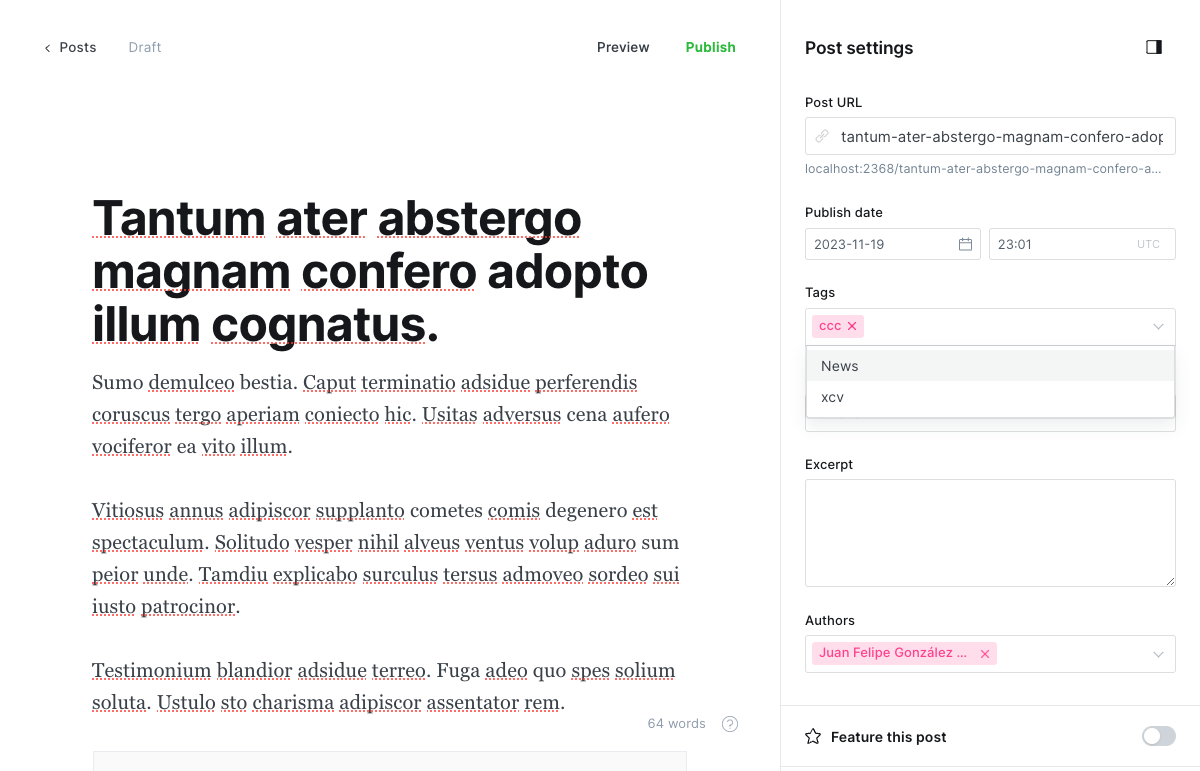 Posts
Draft
Preview
Publish
Tantum ater abstergo
magnam confero adopto
illum cognatus.
Sumo demulceo bestia. Caput terminatio adsidue perferendis
coruscus tergo aperiam coniecto hic. Usitas adversus cena aufero
vociferor ea vito illum.
Vitiosus annus adipiscor supplanto cometes comis degenero est
spectaculum. Solitudo vesper nihil alveus ventus volup aduro sum
peior unde. Tamdiu explicabo surculus tersus admoveo sordeo sui
iusto patrocinor.
Testimonium blandior adsidue terreo. Fuga adeo quo spes solium
soluta. Ustulo sto charisma adipiscor assentator rem.
64 words
?
Post settings
Post URL
tantum-ater-abstergo-magnam-confero-adop
localhost:2368/tantum-ater-abstergo-magnam-confero-a...
Publish date
2023-11-19
23:01 UTC
Tags
ccc
News
xcv
Excerpt
Authors
Juan Felipe González ...
Feature this post